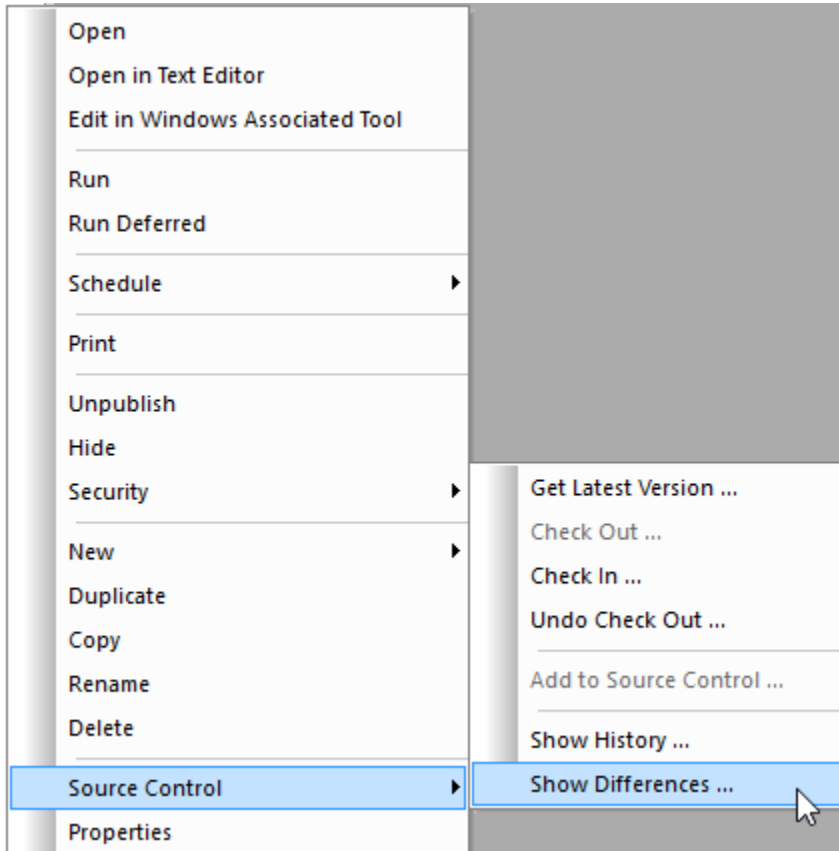 Open
Open in Text Editor
Edit in Windows Associated Tool
Run
Run Deferred
Schedule
Print
Unpublish
Hide
Security
New
Duplicate
Copy
Rename
Delete
Source Control
Properties
Get Latest Version ...
Check Out ...
Check In ...
Undo Check Out ...
Add to Source Control ...
Show History ...
Show Differences ...